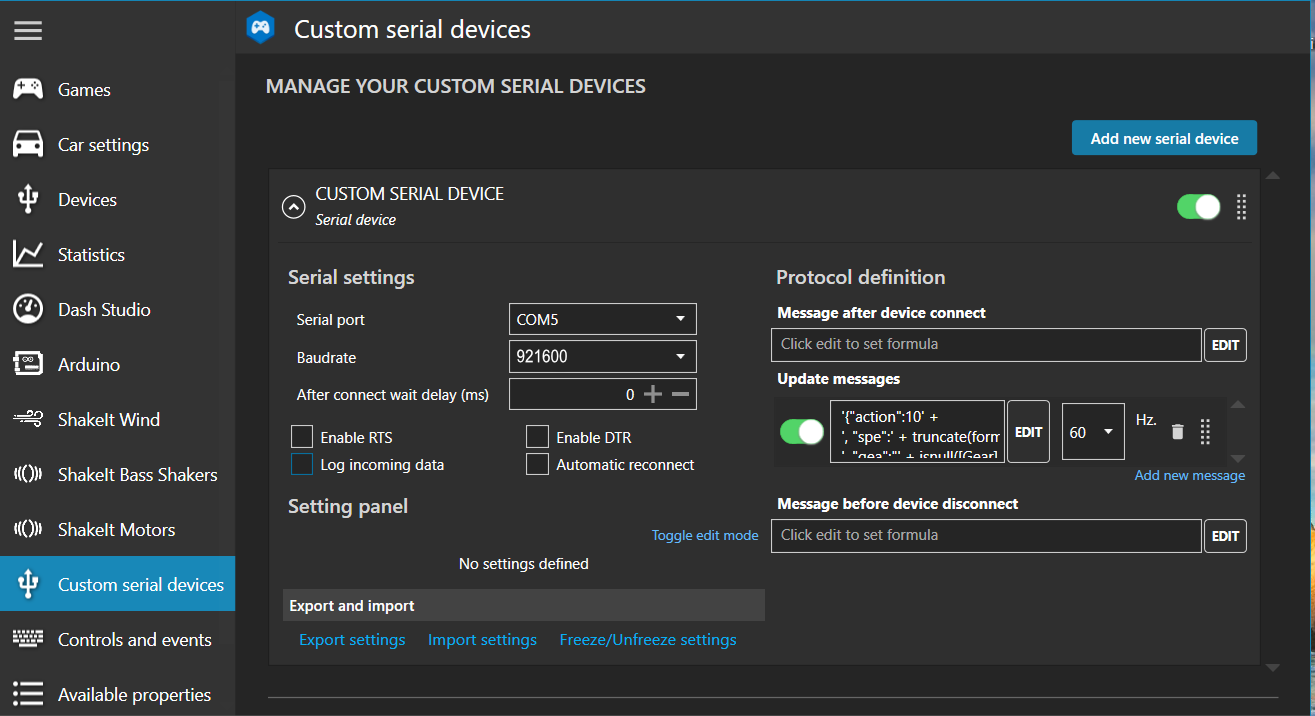 Custom serial devices
Games
Car settings
Devices
Statistics
Dash Studio
Arduino
ShakeIt Wind
ShakeIt Bass Shakers
ShakeIt Motors
Custom serial devices
Controls and events
Available properties
MANAGE YOUR CUSTOM SERIAL DEVICES
Add new serial device
CUSTOM SERIAL DEVICE
Serial device
Serial settings
Serial port COM5
Baudrate 921600
After connect wait delay (ms) 0
Enable RTS Enable DTR
Log incoming data Automatic reconnect
Setting panel
Toggle edit mode
No settings defined
Export and import
Export settings Import settings Freeze/Unfreeze settings
Protocol definition
Message after device connect
Click edit to set formula EDIT
Update messages
'{"action":10' +
', "spe":' + truncate(form
', "gea":"' + isnull([Gear]
EDIT
60
Hz.
Add new message
Message before device disconnect
Click edit to set formula EDIT